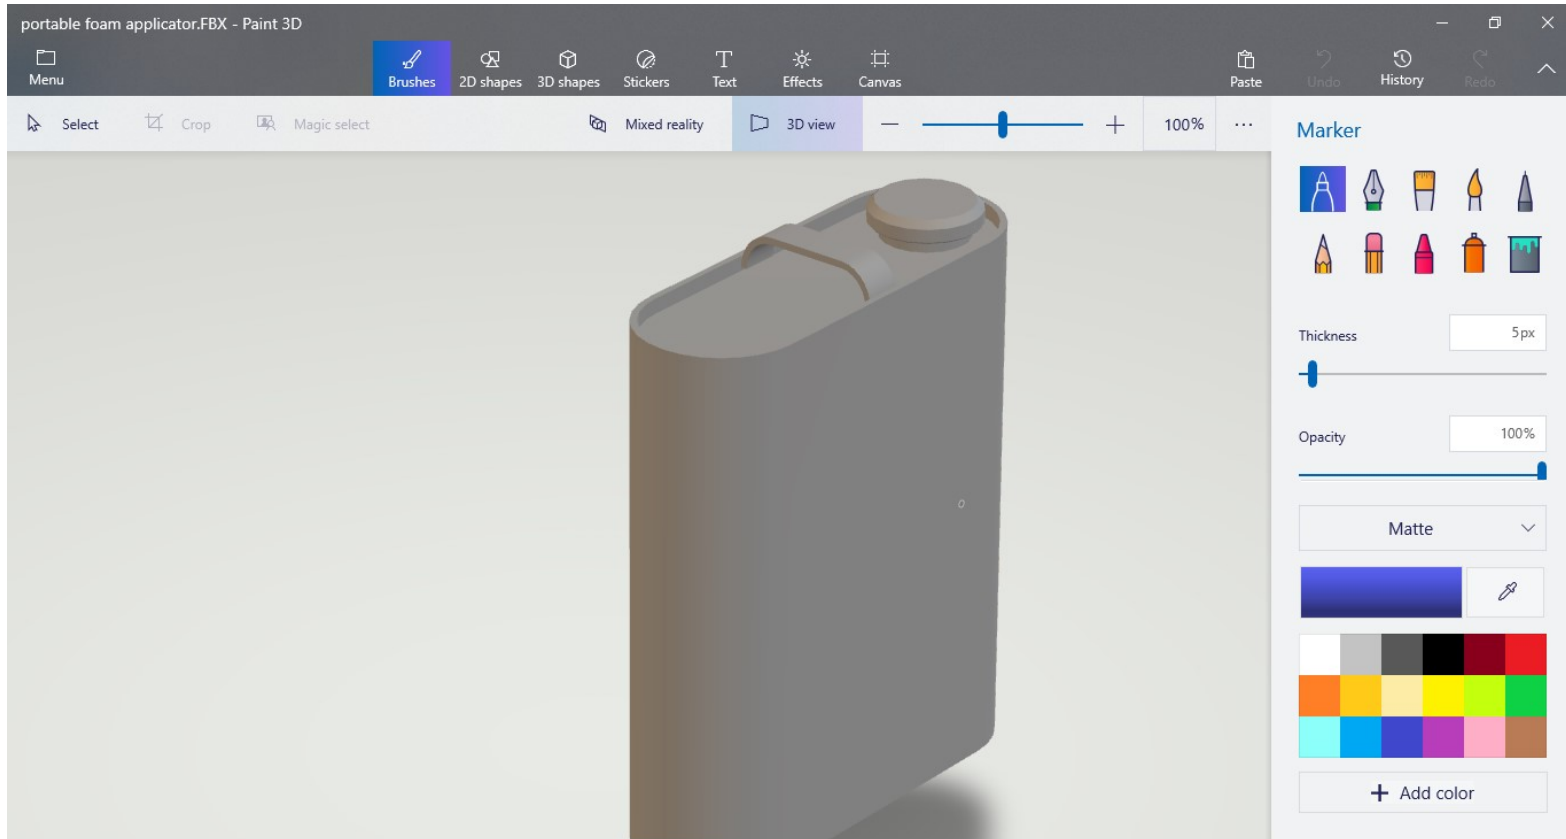 portable foam applicator.FBX - Paint 3D
Menu
Brushes
2D shapes
3D shapes
Stickers
Text
Effects
Canvas
Paste
Undo
History
Redo
Select
Crop
Magic select
Mixed reality
3D view
100%
Marker
Thickness
5px
Opacity
100%
Matte
Add color